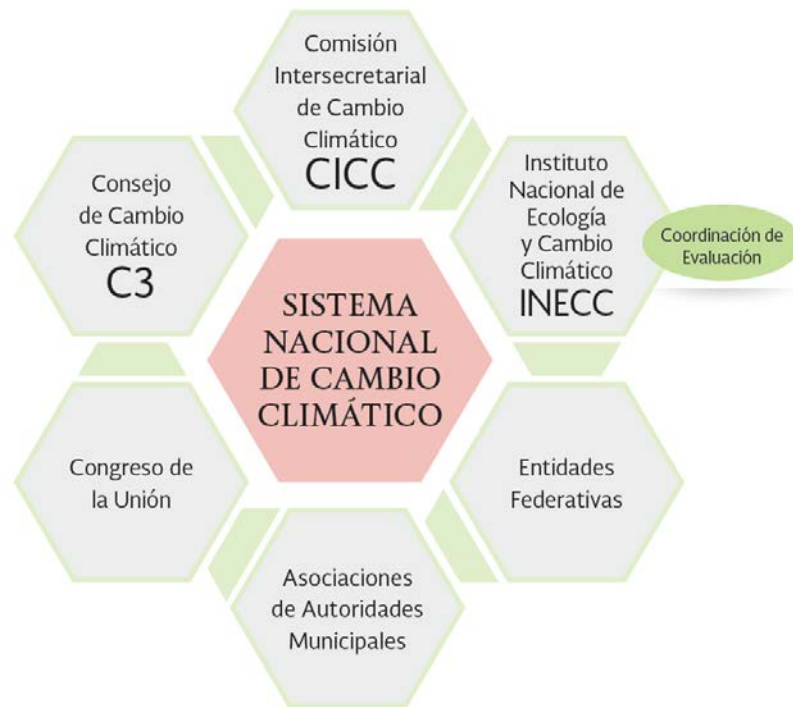 Comisión
Intersecretarial
de Cambio
Climático
CICC
Instituto
Nacional de
Ecología
y Cambio
Climático
INECC
Coordinación de
Evaluación
Consejo
de Cambio
Climático
C3
SISTEMA
NACIONAL
DE CAMBIO
CLIMÁTICO
Congreso de
la Unión
Entidades
Federativas
Asociaciones
de Autoridades
Municipales